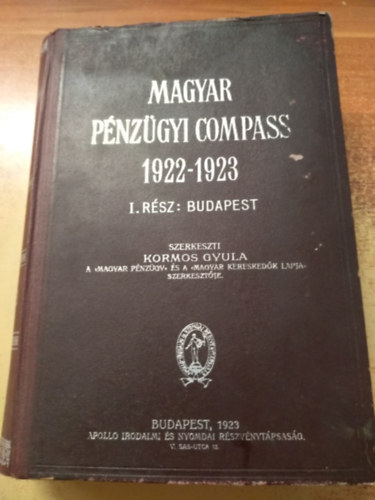 MAGYAR
PÉNZÜGYI COMPASS
1922-1923
I. RÉSZ: BUDAPEST
SZERKESZTI
KORMOS GYULA
A «MAGYAR PÉNZÜGY» ÉS A «MAGYAR KERESKEDŐK LAPJA»
SZERKESZTŐJE.
BUDAPEST, 1923
APOLLO IRODALMI ÉS NYOMDAI RÉSZVÉNYTÁRSASÁG.
V. SAS-UTCA